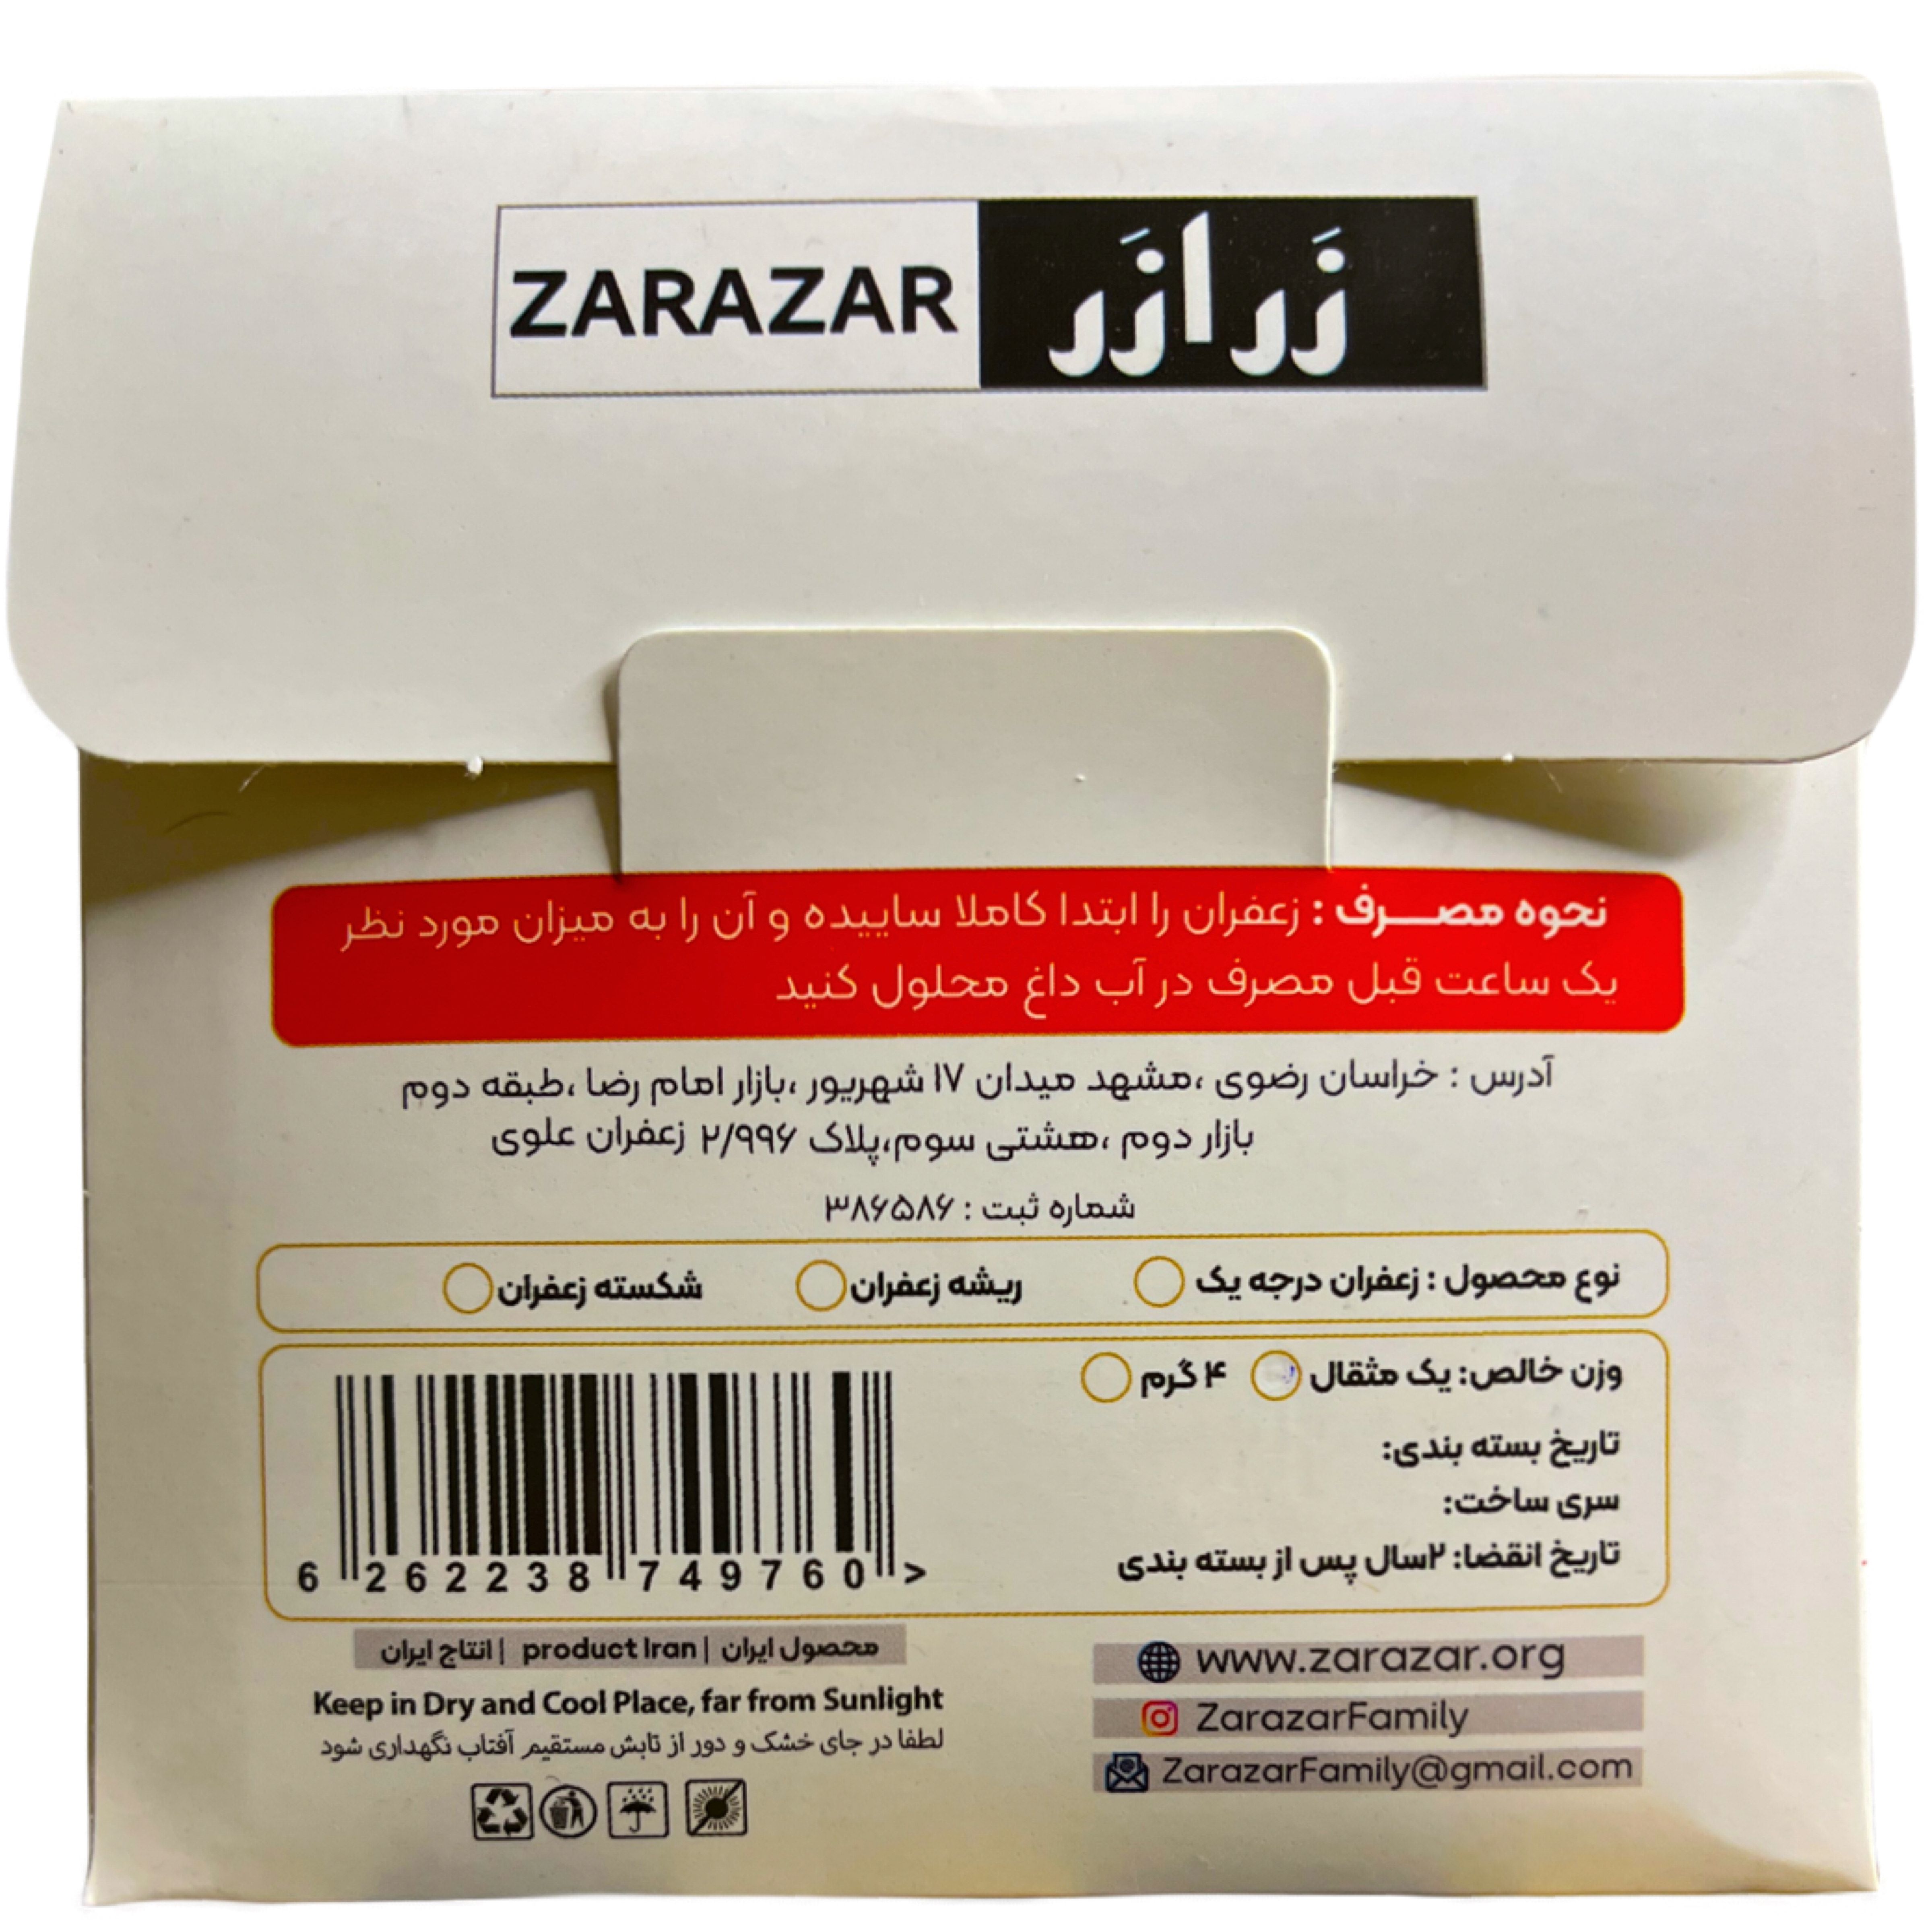 ZARAZAR زَرازَر
نحوه مصـــرف : زعفران را ابتدا کاملا ساییده و آن را به میزان مورد نظر
یک ساعت قبل مصرف در آب داغ محلول کنید
آدرس : خراسان رضوی ،مشهد میدان ۱۷ شهریور ،بازار امام رضا ،طبقه دوم
بازار دوم ،هشتی سوم،پلاک ۲/۹۹۶ زعفران علوی
شماره ثبت : ۳۸۶۵۸۶
نوع محصول : زعفران درجه یک ریشه زعفران شکسته زعفران
وزن خالص: یک مثقال ۴ گرم
تاریخ بسته بندی:
سری ساخت:
تاریخ انقضا: ۲سال پس از بسته بندی
6 262238 749760 >
محصول ایران | product Iran | انتاج ایران
Keep in Dry and Cool Place, far from Sunlight
لطفا در جای خشک و دور از تابش مستقیم آفتاب نگهداری شود
www.zarazar.org
ZarazarFamily
ZarazarFamily@gmail.com